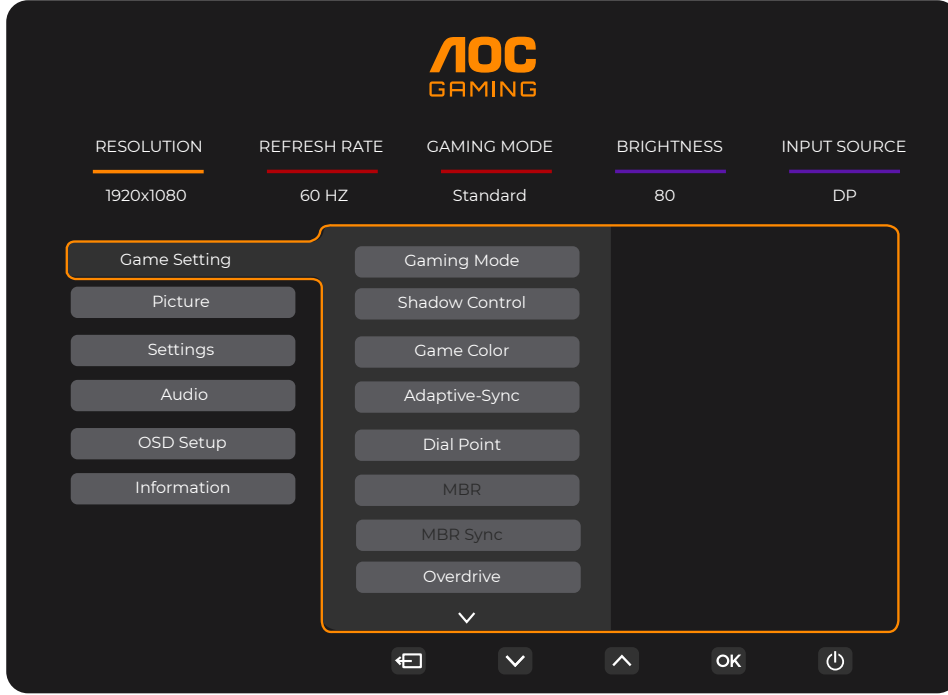 AOC
GAMING
RESOLUTION REFRESH RATE GAMING MODE BRIGHTNESS INPUT SOURCE
1920x1080 60 HZ Standard 80 DP
Game Setting
Picture
Settings
Audio
OSD Setup
Information
Gaming Mode
Shadow Control
Game Color
Adaptive-Sync
Dial Point
MBR
MBR Sync
Overdrive
OK